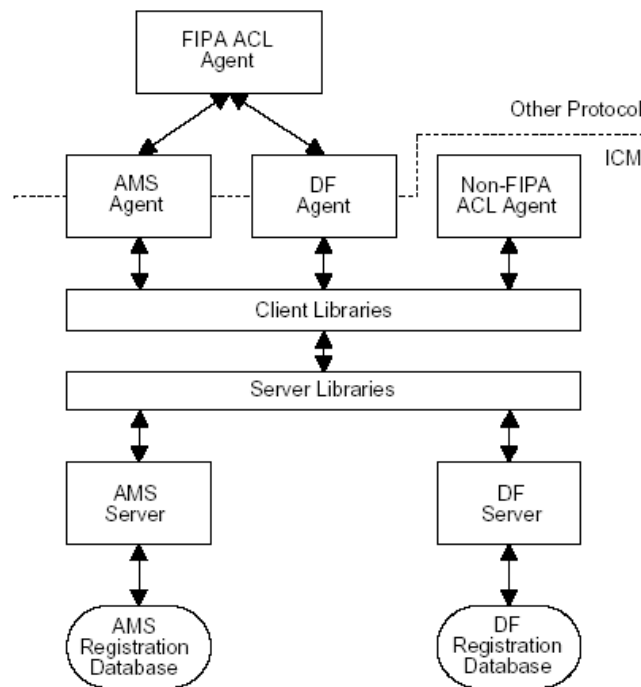 FIPA ACL
Agent
Other Protocol
ICM
AMS
Agent
DF
Agent
Non-FIPA
ACL Agent
Client Libraries
Server Libraries
AMS
Server
DF
Server
AMS
Registration
Database
DF
Registration
Database